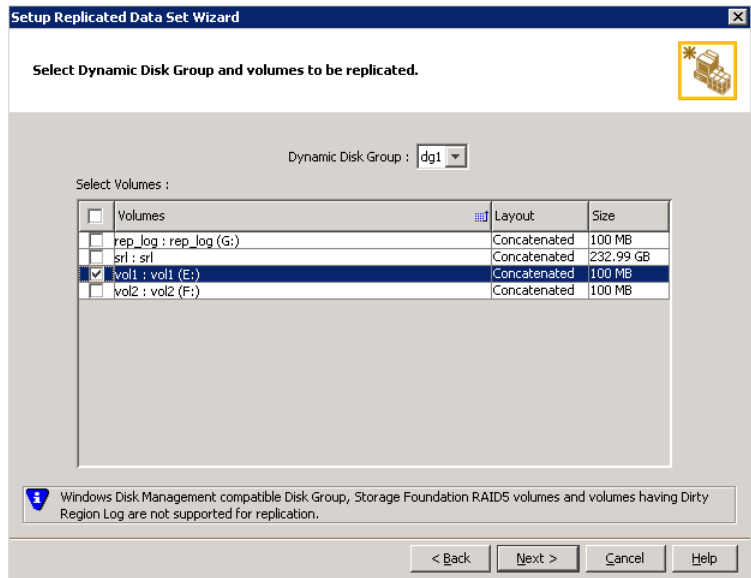 Setup Replicated Data Set Wizard
Select Dynamic Disk Group and volumes to be replicated.
Dynamic Disk Group : dg1
Select Volumes :
Volumes Layout Size
rep_log : rep_log (G:) Concatenated 100 MB
srl : srl Concatenated 232.99 GB
vol1 : vol1 (E:) Concatenated 100 MB
vol2 : vol2 (F:) Concatenated 100 MB
Windows Disk Management compatible Disk Group, Storage Foundation RAID5 volumes and volumes having Dirty
Region Log are not supported for replication.
< Back Next > Cancel Help